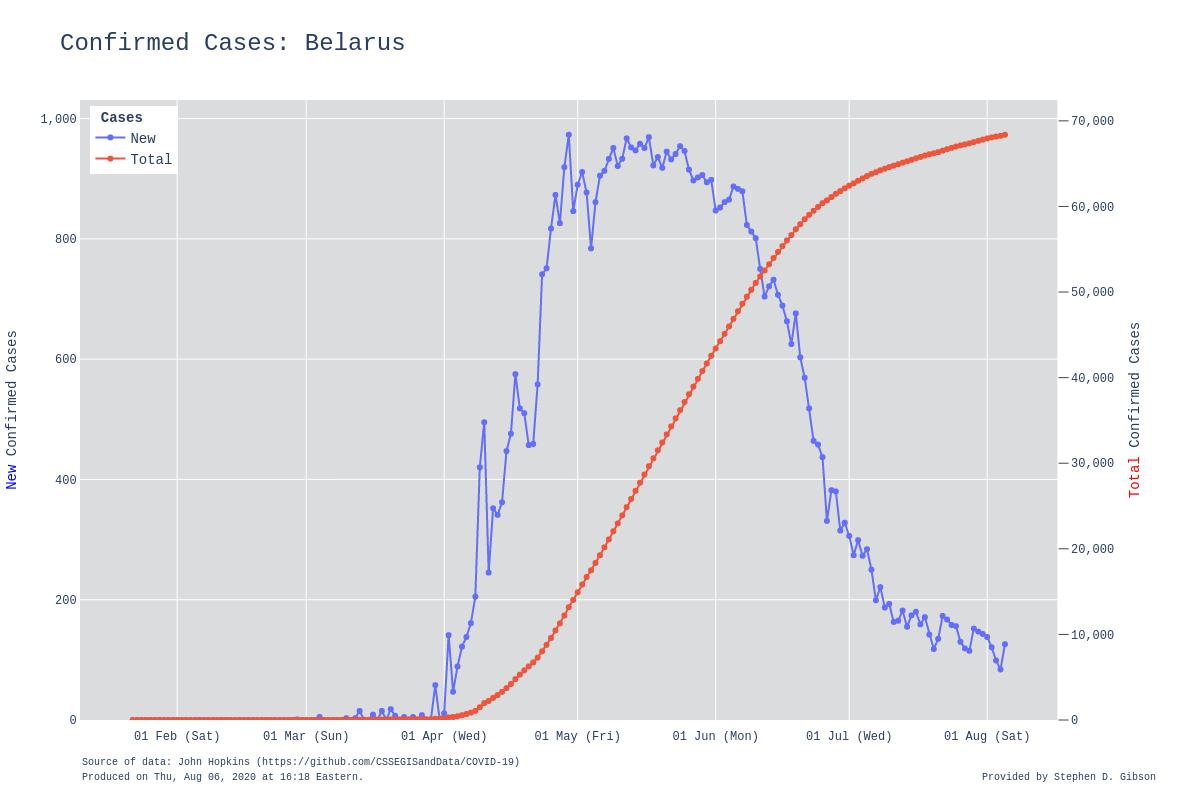 Confirmed Cases: Belarus
Cases
New
Total
1,000
800
600
400
200
0
New Confirmed Cases
70,000
60,000
50,000
40,000
30,000
20,000
10,000
0
Total Confirmed Cases
01 Feb (Sat)
01 Mar (Sun)
01 Apr (Wed)
01 May (Fri)
01 Jun (Mon)
01 Jul (Wed)
01 Aug (Sat)
Source of data: John Hopkins (https://github.com/CSSEGISandData/COVID-19)
Produced on Thu, Aug 06, 2020 at 16:18 Eastern.
Provided by Stephen D. Gibson